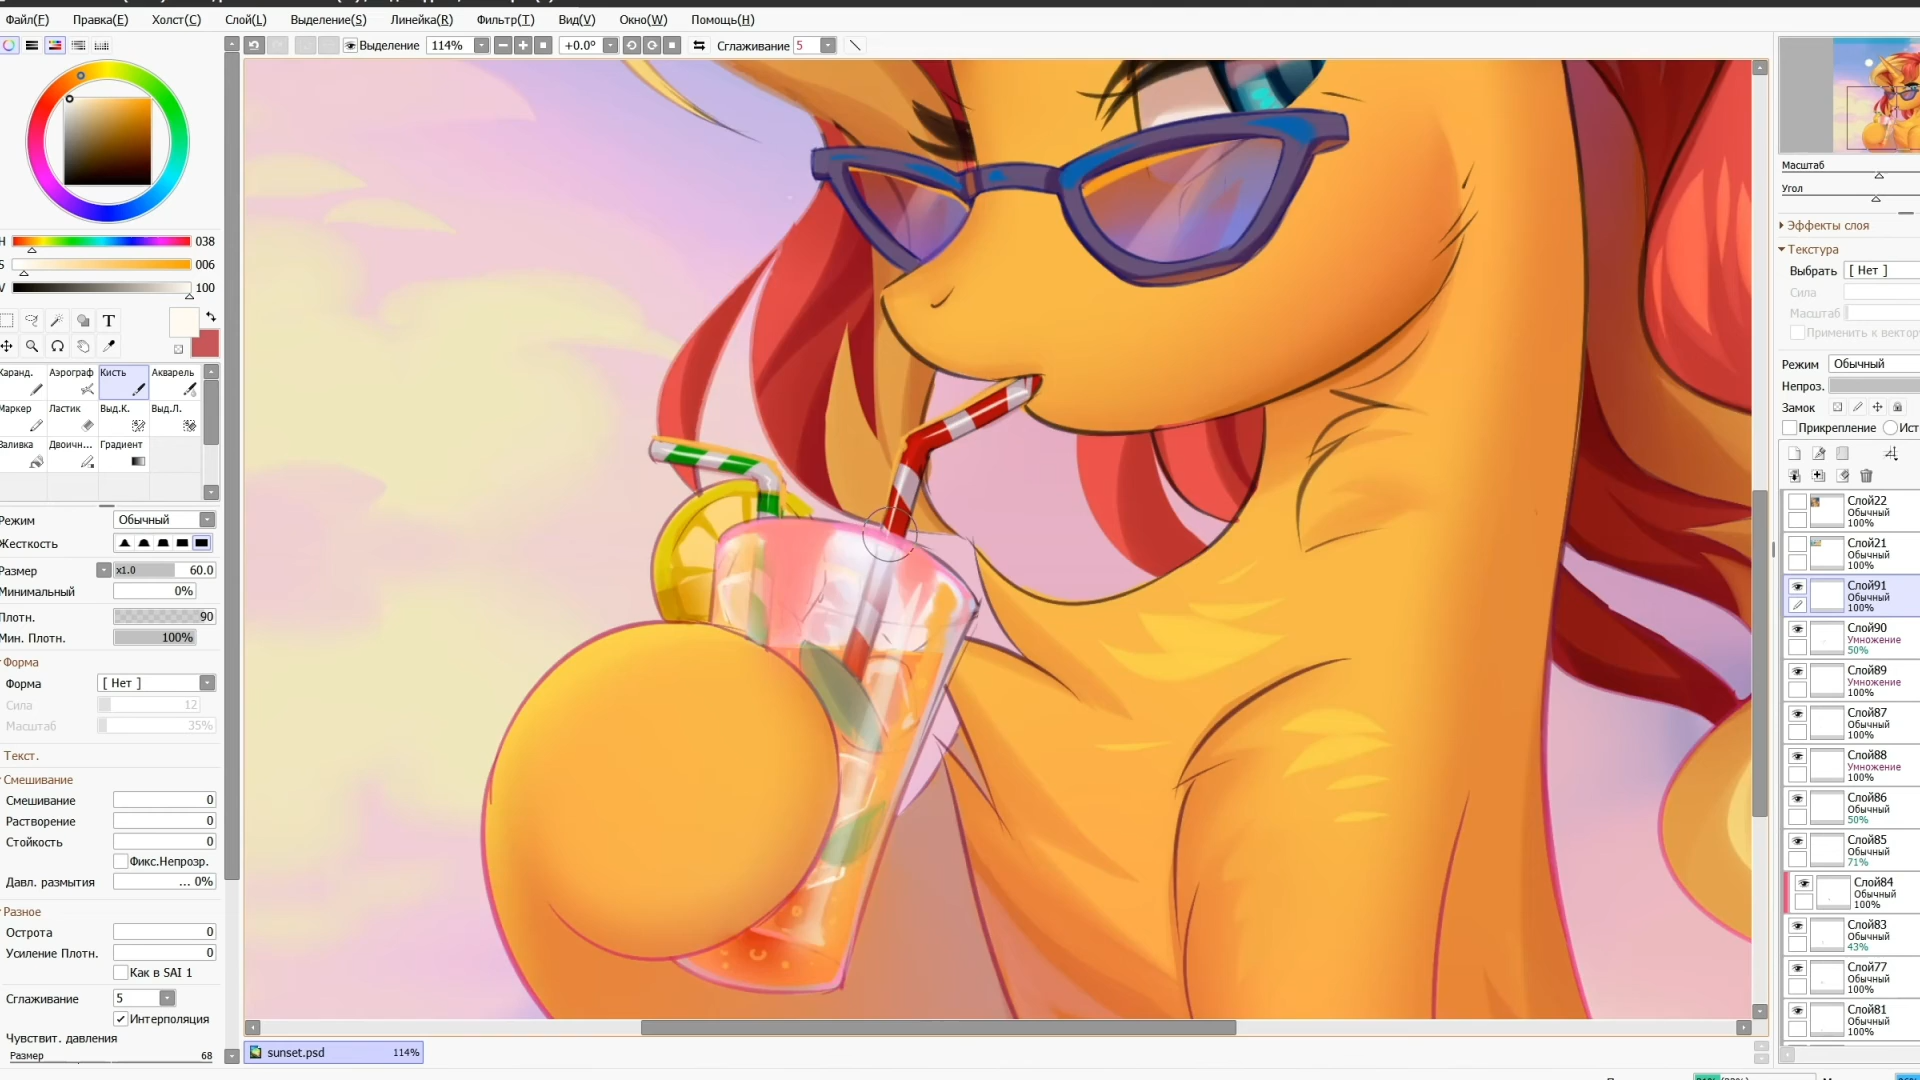 Файл(F) Правка(E) Холст(C) Слой(L) Выделение(S) Линейка(R) Фильтр(T) Вид(V) Окно(W) Помощь(H)
Выделение 114% +0.0° Сглаживание 5
H 038
S 006
V 100
T
Каранд. Аэрограф Кисть Акварель
Маркер Ластик Выд.К. Выд.Л.
Заливка Двоичн... Градиент
Режим Обычный
Жесткость
Размер x1.0 60.0
Минимальный 0%
Плотн. 90
Мин. Плотн. 100%
Форма
Форма [ Нет ]
Сила 12
Масштаб 35%
Текст.
Смешивание
Смешивание 0
Растворение 0
Стойкость 0
Фикс.Непрозр.
Давл. размытия ... 0%
Разное
Острота 0
Усиление Плотн. 0
Как в SAI 1
Сглаживание 5
Интерполяция
Чувствит. давления
Размер 68
sunset.psd 114%
Масштаб
Угол
Эффекты слоя
Текстура
Выбрать [ Нет ]
Сила
Масштаб
Применить к вектору
Режим Обычный
Непроз.
Замок
Прикрепление Ист
Слой22
Обычный
100%
Слой21
Обычный
100%
Слой91
Обычный
100%
Слой90
Умножение
50%
Слой89
Умножение
100%
Слой87
Обычный
100%
Слой88
Умножение
100%
Слой86
Обычный
50%
Слой85
Обычный
71%
Слой84
Обычный
100%
Слой83
Обычный
43%
Слой77
Обычный
100%
Слой81
Обычный
100%